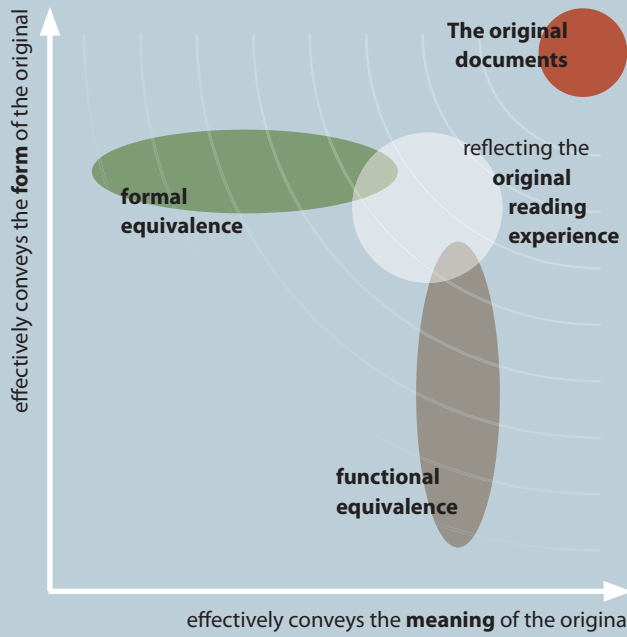 effectively conveys the form of the original
The original
documents
reflecting the
original
reading
experience
formal
equivalence
functional
equivalence
effectively conveys the meaning of the origina